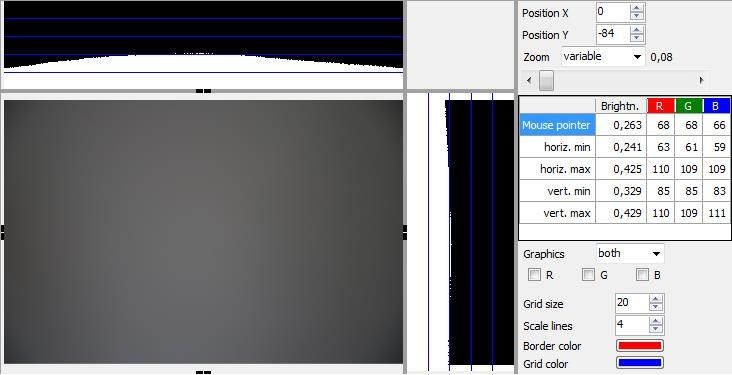 Position X 0
Position Y -84
Zoom variable 0,08
Brightn. R G B
Mouse pointer 0,263 68 68 66
horiz. min 0,241 63 61 59
horiz. max 0,425 110 109 109
vert. min 0,329 85 85 83
vert. max 0,429 110 109 111
Graphics both
R G B
Grid size 20
Scale lines 4
Border color
Grid color